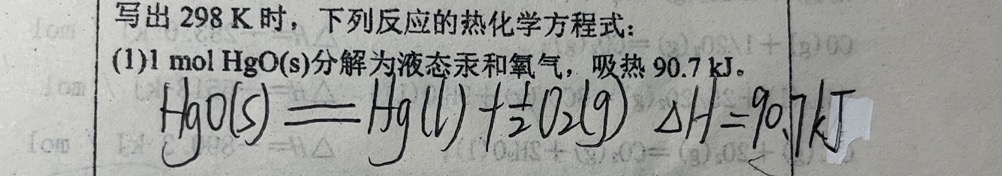 写出 298 K 时，下列反应的热化学方程式：
(1)1 mol HgO(s)分解为液态汞和氧气，吸热 90.7 kJ。
HgO(s) == Hg(l) + 1/2 O₂(g) △H = 90.7kJ